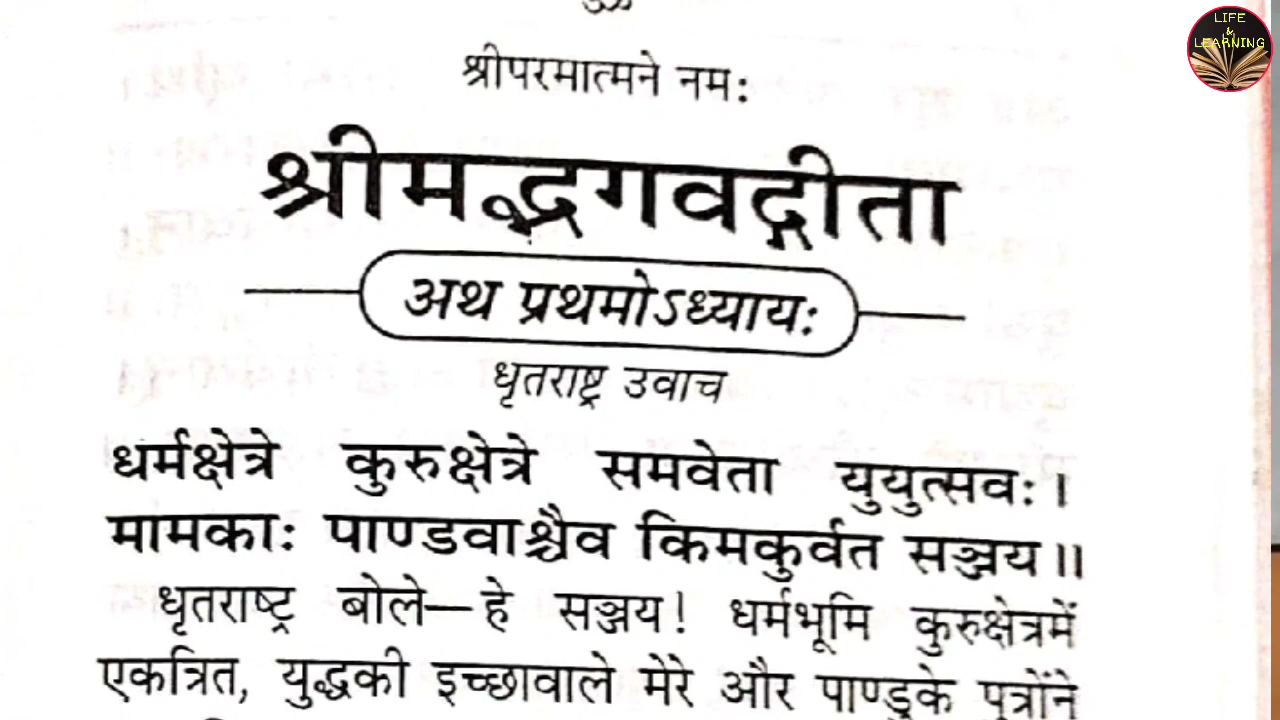 LIFE
&
LEARNING
ॐ
श्रीपरमात्मने नमः
श्रीमद्भगवद्गीता
अथ प्रथमोऽध्यायः
धृतराष्ट्र उवाच
धर्मक्षेत्रे कुरुक्षेत्रे समवेता युयुत्सवः।
मामकाः पाण्डवाश्चैव किमकुर्वत सञ्जय॥
धृतराष्ट्र बोले—हे सञ्जय! धर्मभूमि कुरुक्षेत्रमें
एकत्रित, युद्धकी इच्छावाले मेरे और पाण्डुके पुत्रोंने